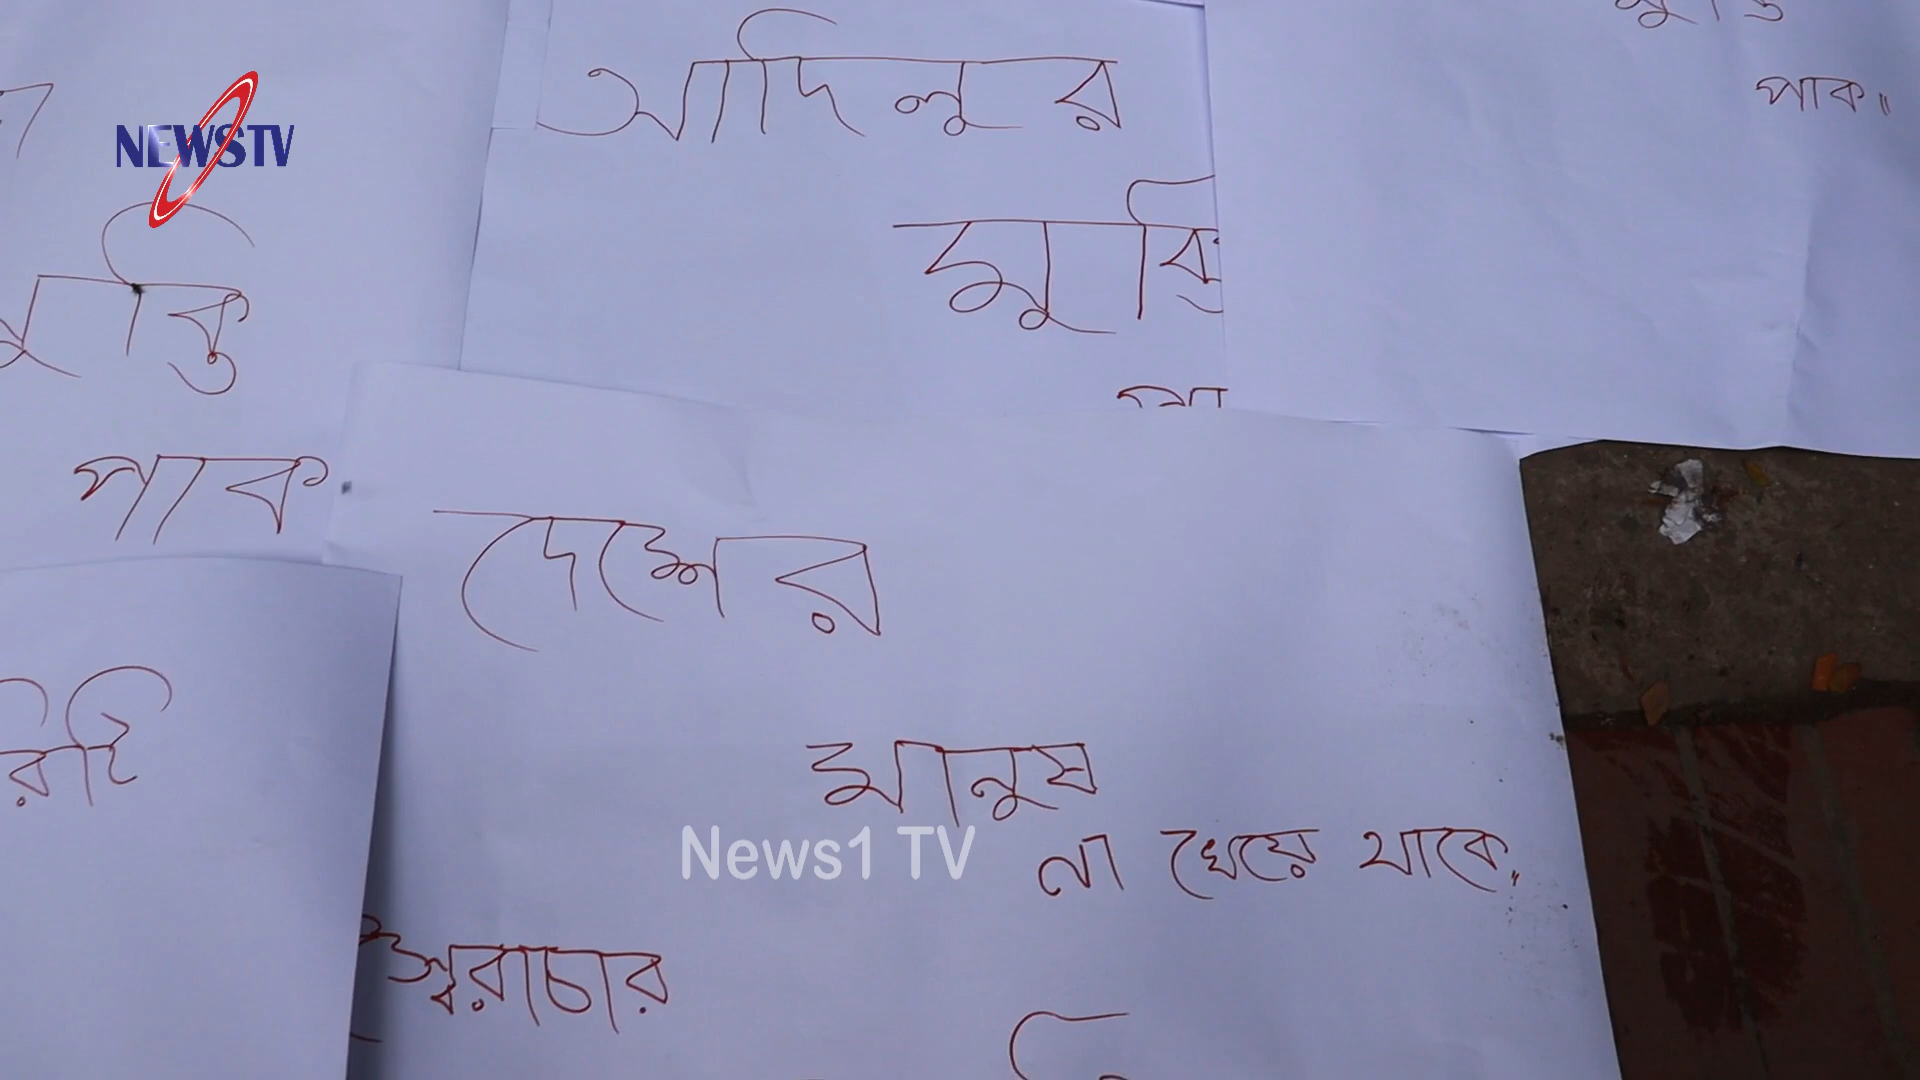 NEWSTV
আদিলুর
মুক্তি
পাক॥
মুক্তি
পাক
দেশের
মানুষ
না খেয়ে থাকে॥
News1 TV
স্বৈরাচার